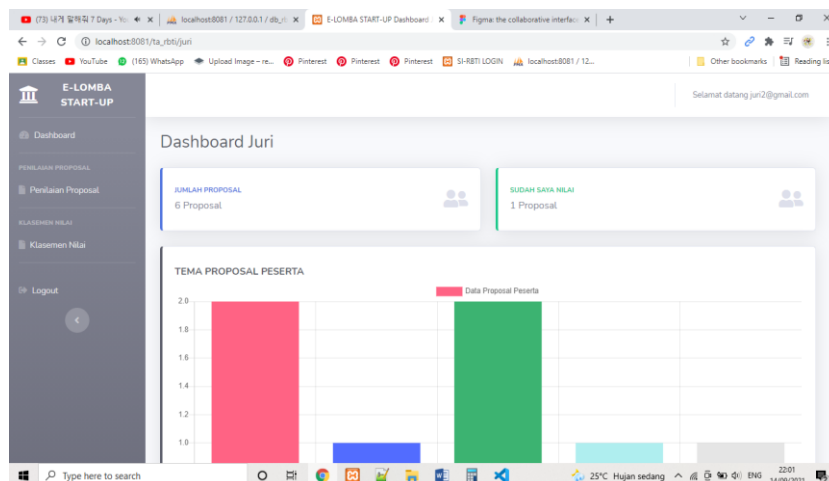 (73) 내게 말해줘 7 Days - Yo
localhost:8081 / 127.0.0.1 / db_rb
E-LOMBA START-UP Dashboard J
Figma: the collaborative interfac
localhost:8081/ta_rbti/juri
Classes YouTube (165) WhatsApp Upload Image – re... Pinterest Pinterest Pinterest SI-RBTI LOGIN localhost:8081 / 12... Other bookmarks Reading lis
E-LOMBA
START-UP
Selamat datang juri2@gmail.com
Dashboard
Dashboard Juri
PENILAIAN PROPOSAL
Penilaian Proposal
JUMLAH PROPOSAL
6 Proposal
SUDAH SAYA NILAI
1 Proposal
KLASEMEN NILAI
Klasemen Nilai
Logout
TEMA PROPOSAL PESERTA
Data Proposal Peserta
2.0
1.8
1.6
1.4
1.2
1.0
Type here to search
25°C Hujan sedang
ENG
22:01
14/09/2021